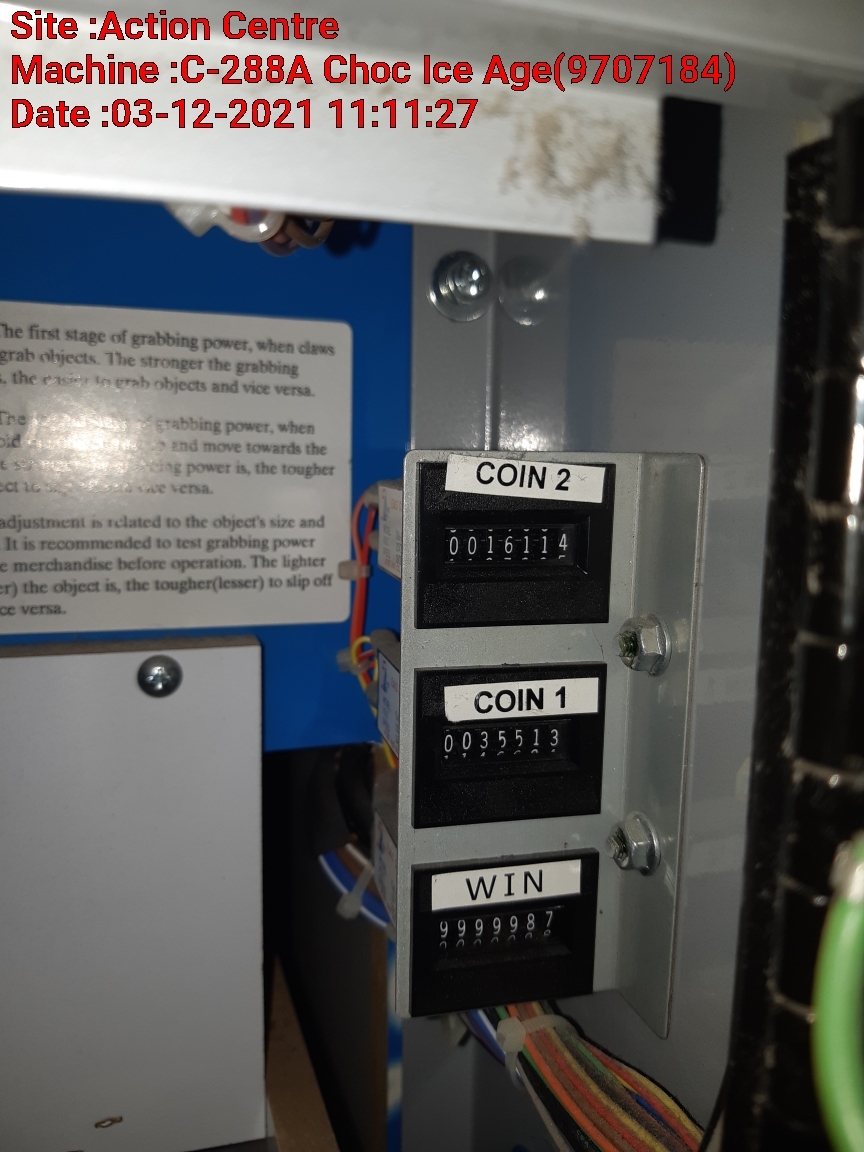 Site :Action Centre
Machine :C-288A Choc Ice Age(9707184)
Date :03-12-2021 11:11:27
The first stage of grabbing power, when claws
grab objects. The stronger the grabbing
, the easier to grab objects and vice versa.
The of grabbing power, when
and move towards the
power is, the tougher
vice versa.
adjustment is related to the object's size and
It is recommended to test grabbing power
e merchandise before operation. The lighter
er) the object is, the tougher(lesser) to slip off
ce versa.
COIN 2
0016114
COIN 1
0035513
WIN
9999987